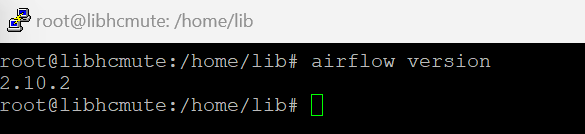 root@libhcmute: /home/lib
root@libhcmute:/home/lib# airflow version
2.10.2
root@libhcmute:/home/lib#